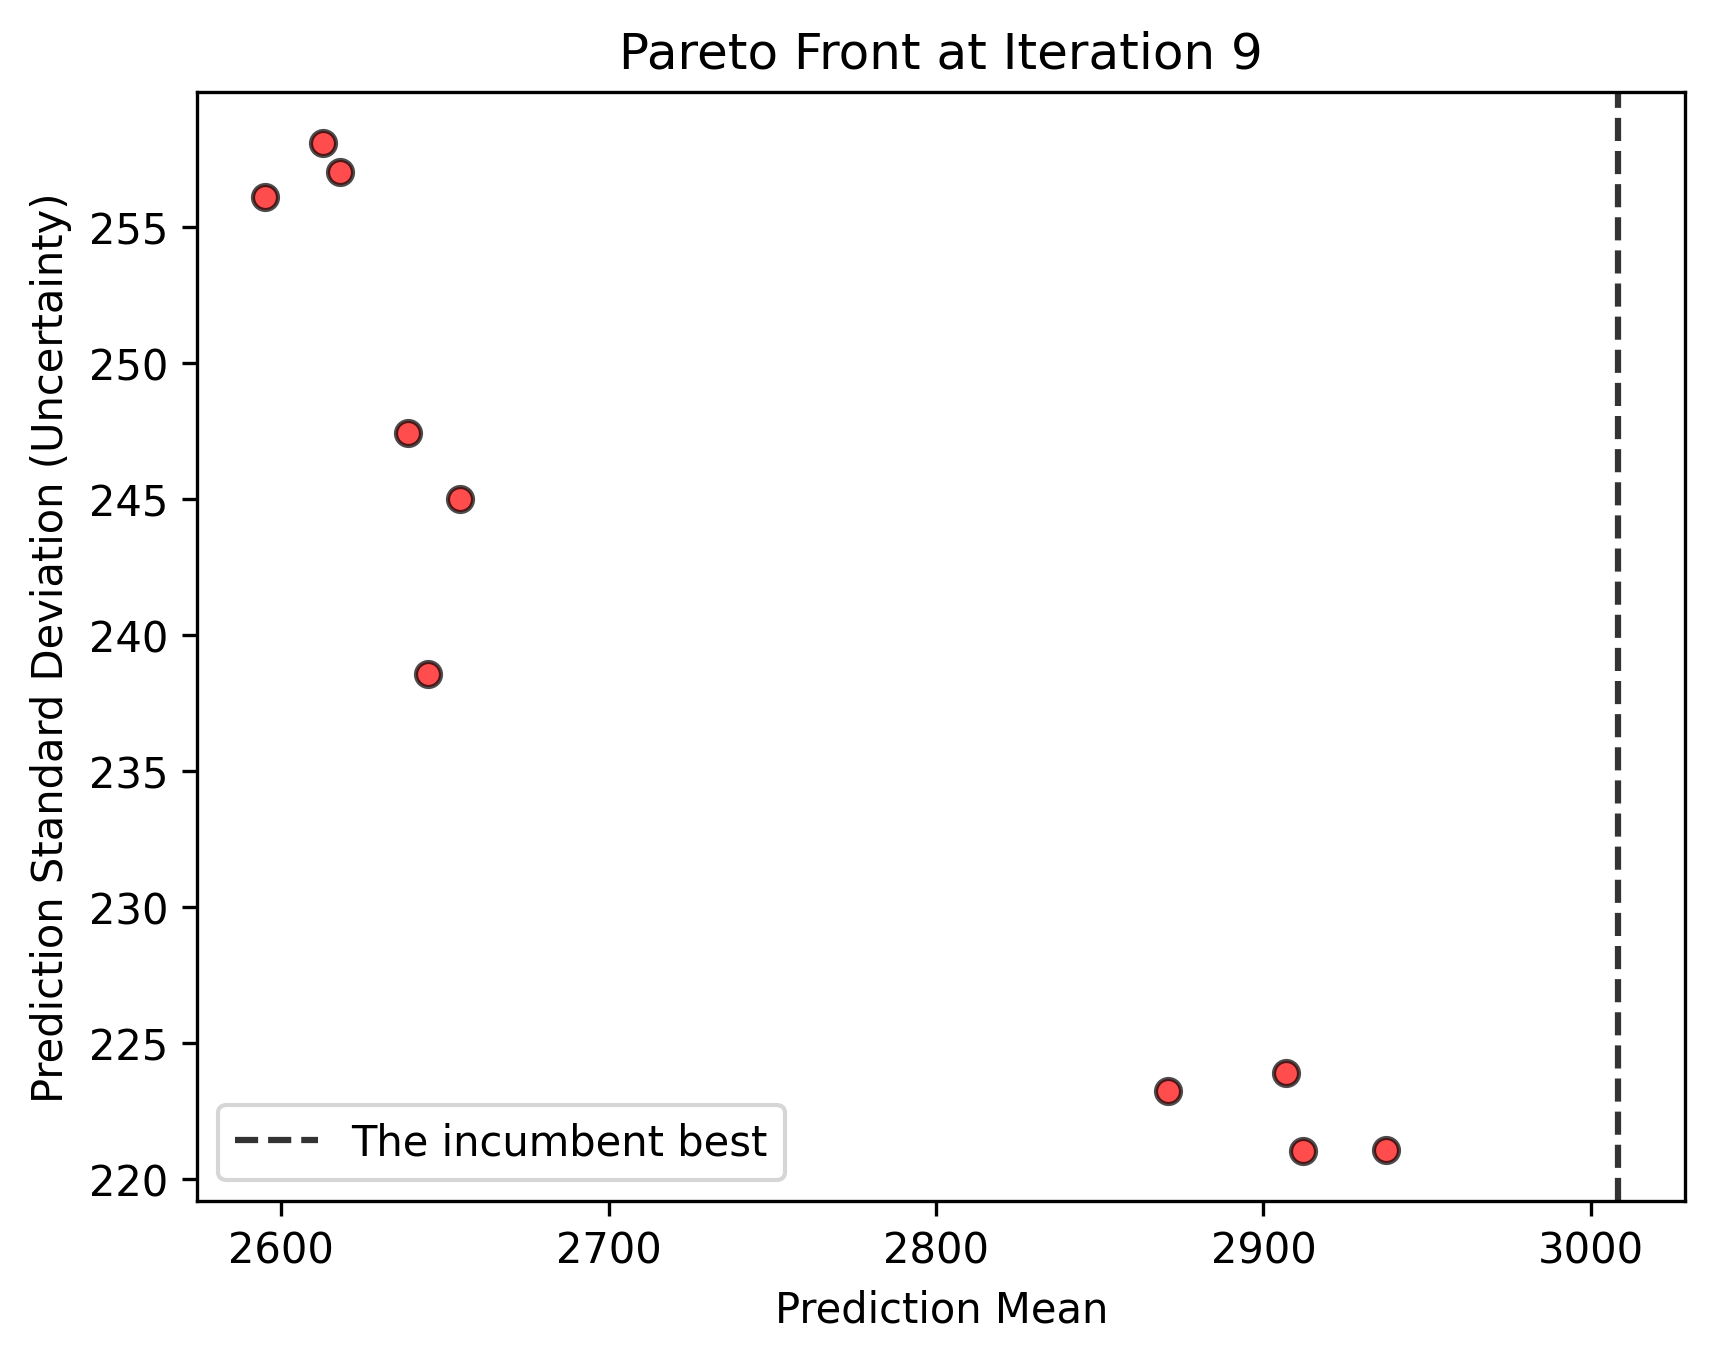 Pareto Front at Iteration 9
Prediction Standard Deviation (Uncertainty)
255
250
245
240
235
230
225
220
The incumbent best
2600 2700 2800 2900 3000
Prediction Mean